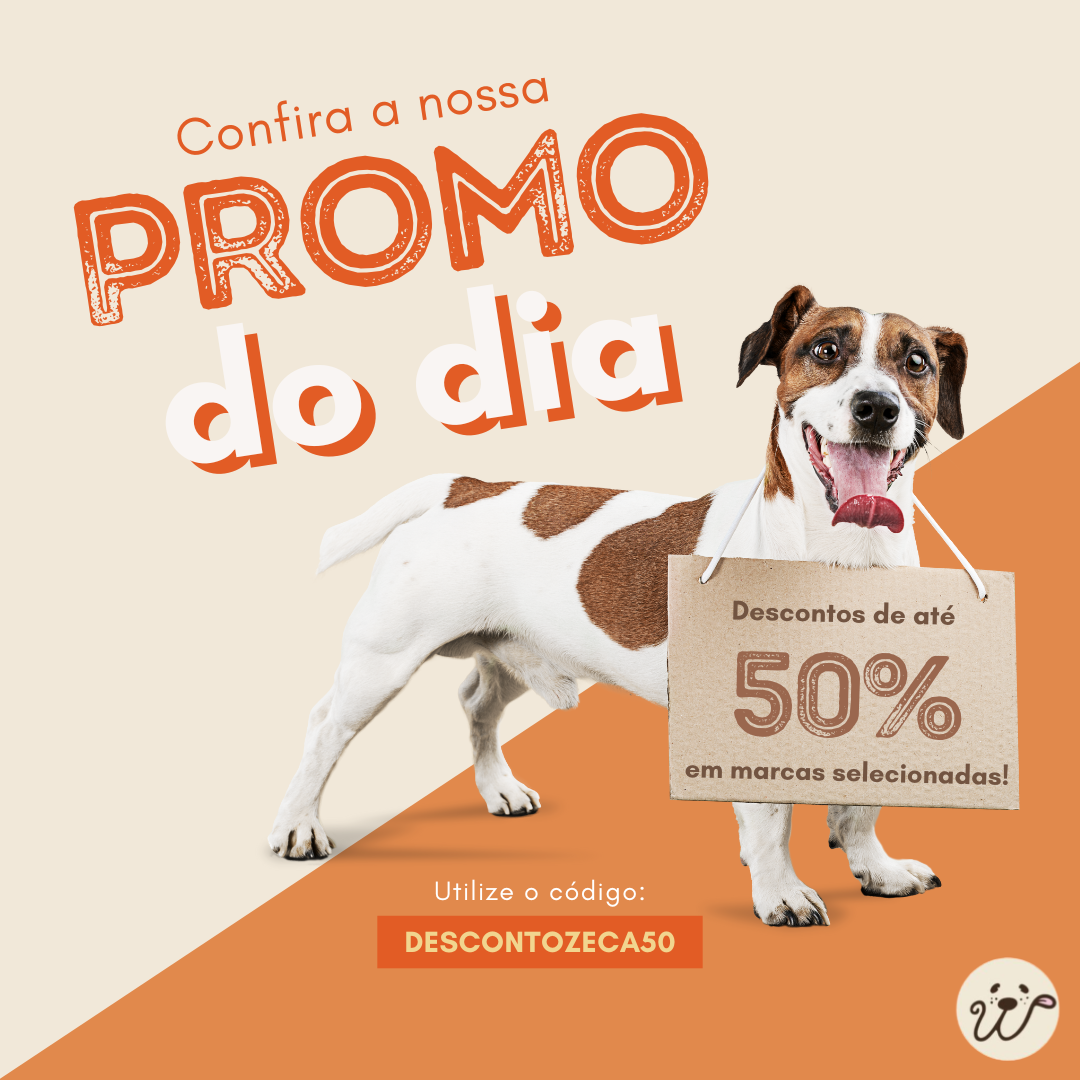 Confira a nossa
PROMO
do dia
Descontos de até
50%
em marcas selecionadas!
Utilize o código:
DESCONTOZECA50